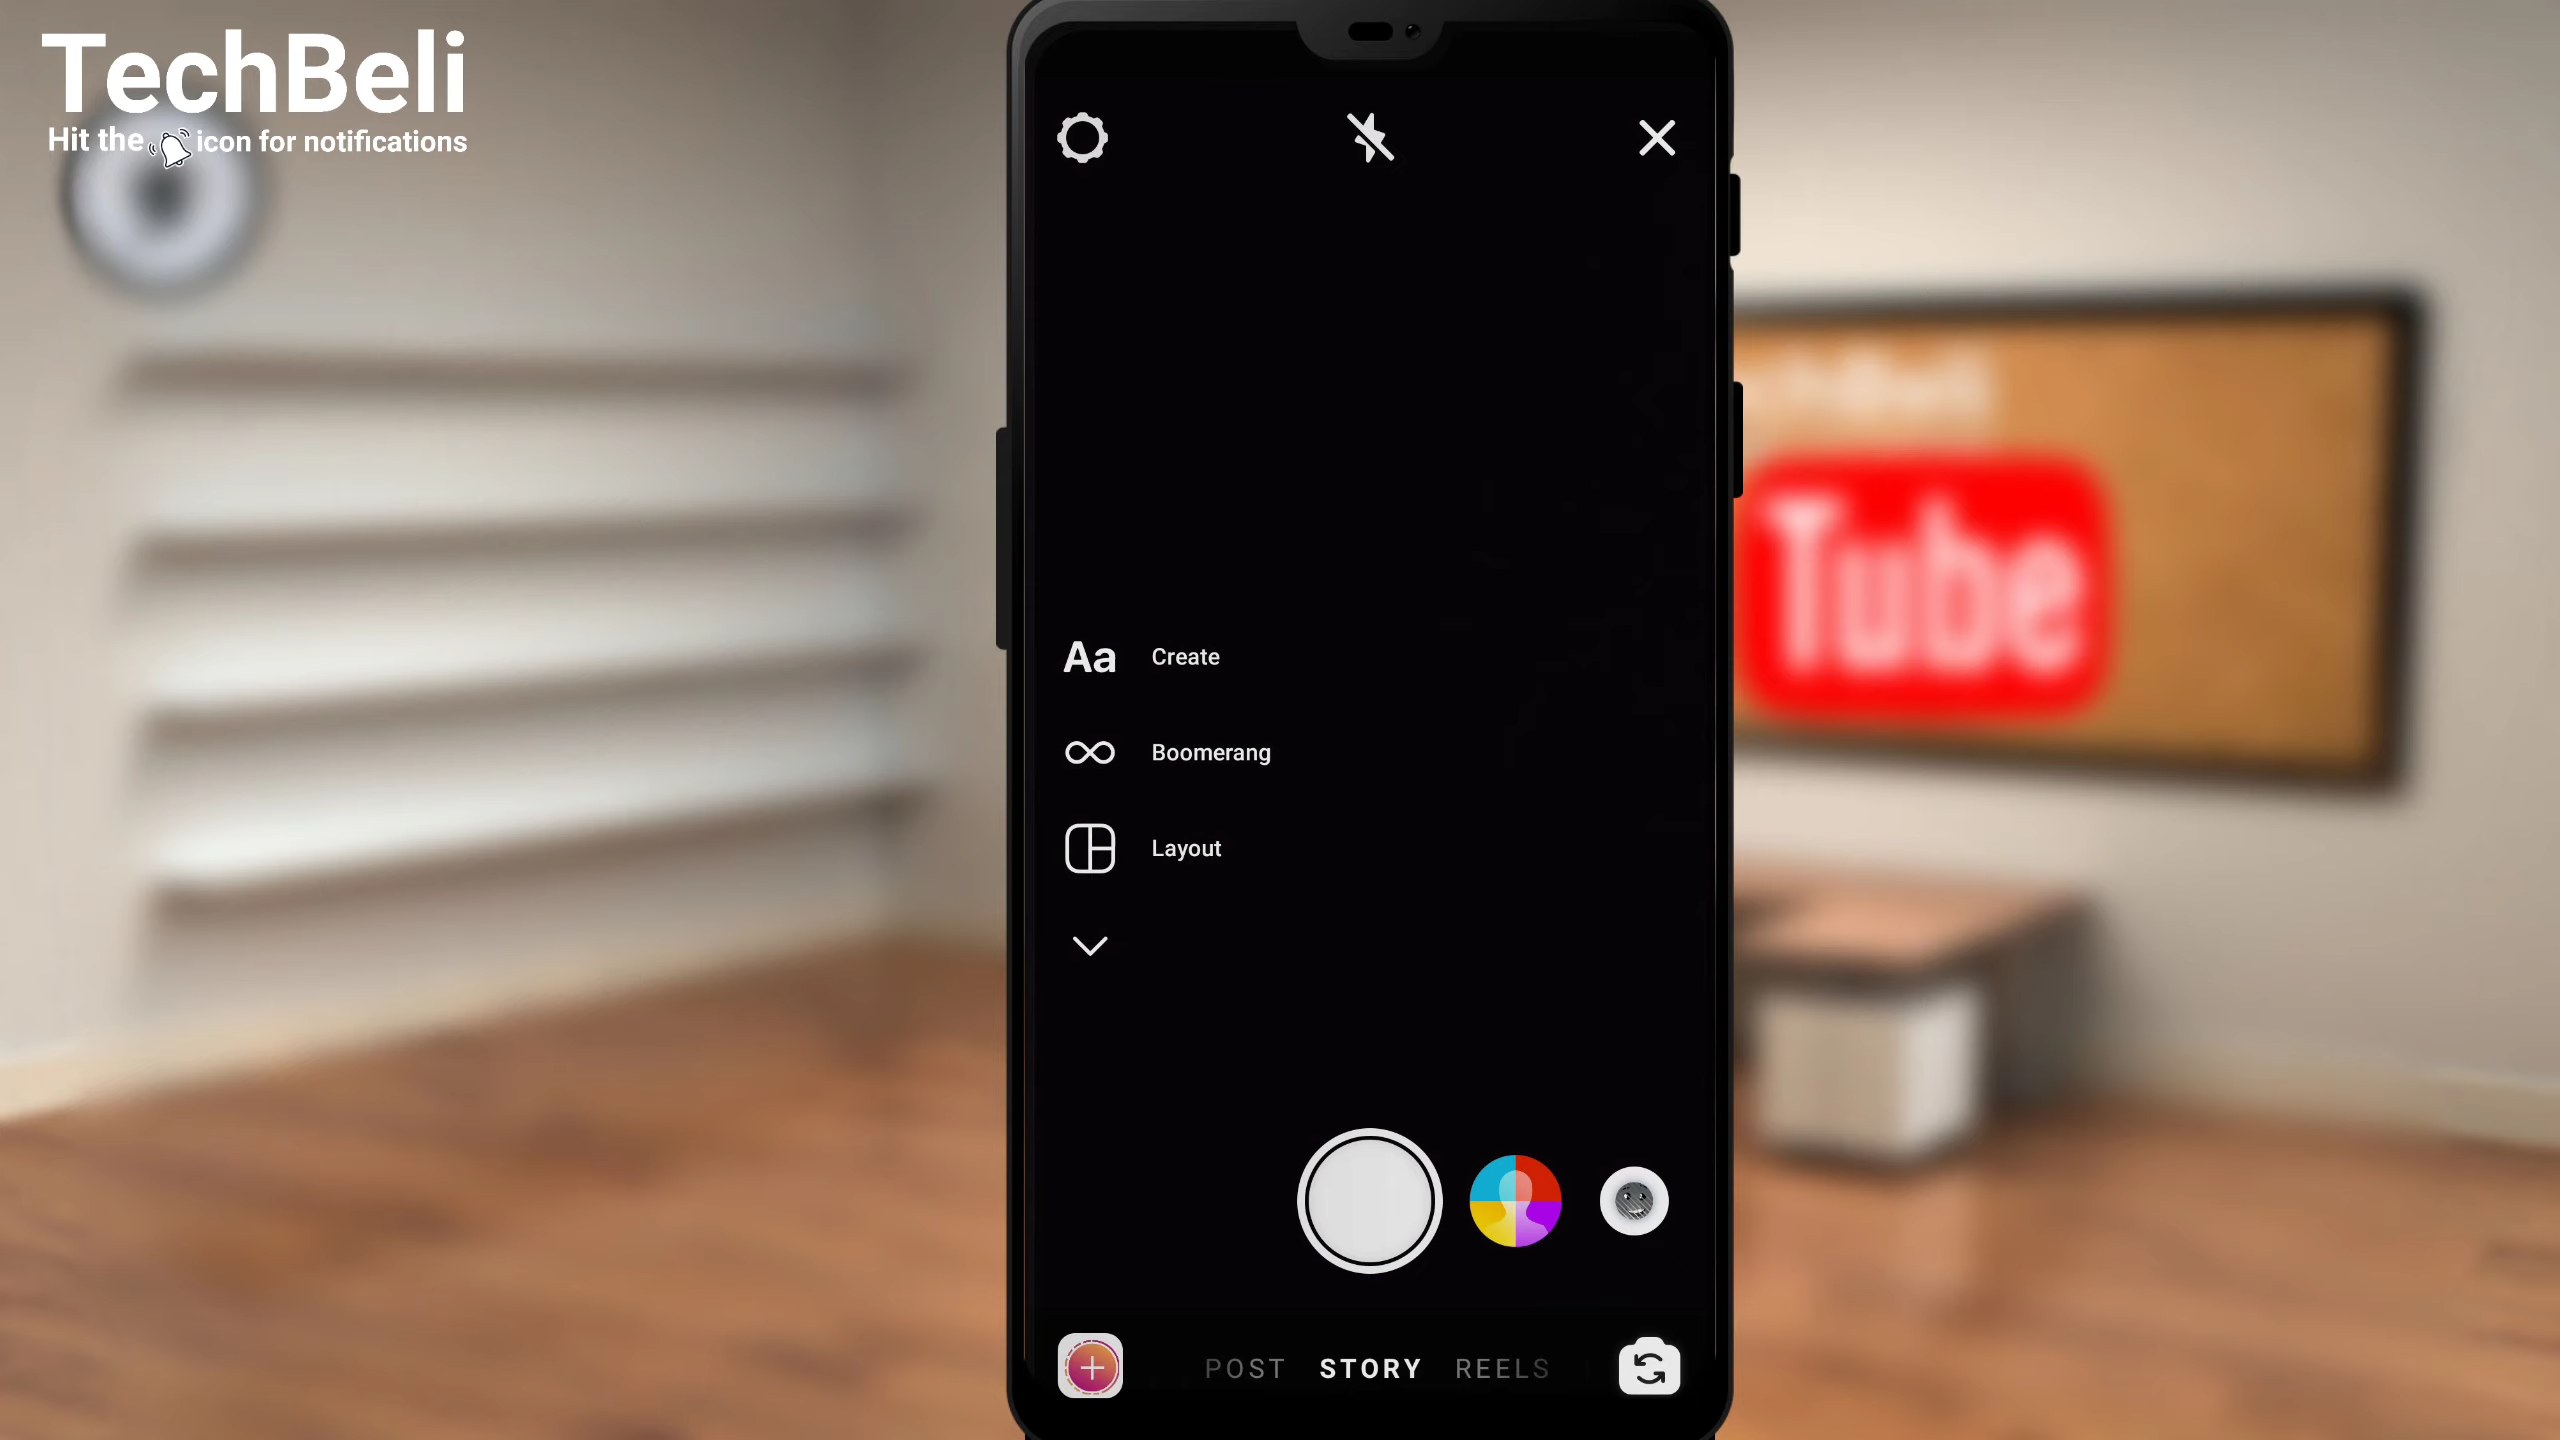 TechBeli
Hit the icon for notifications
Aa Create
Boomerang
Layout
POST STORY REELS
Tube